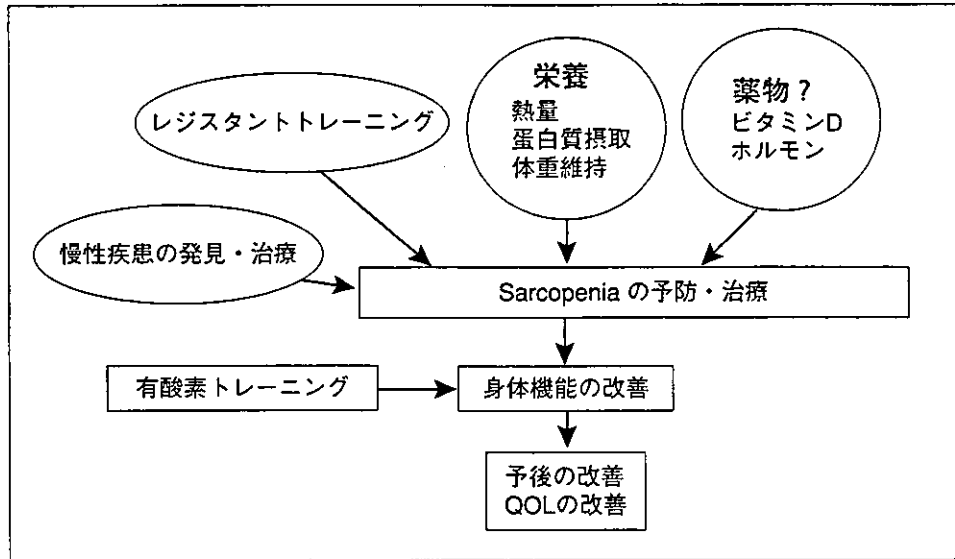 レジスタントトレーニング
栄養
熱量
蛋白質摂取
体重維持
薬物？
ビタミンD
ホルモン
慢性疾患の発見・治療
Sarcopenia の予防・治療
有酸素トレーニング
身体機能の改善
予後の改善
QOLの改善